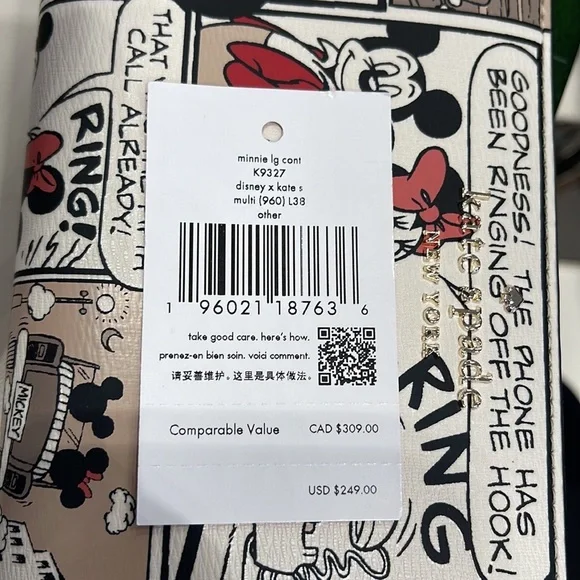 THAT
CALL ALREADY!
RING!
GOODNESS! THE PHONE HAS
BEEN RINGING OFF THE HOOK!
kate spade
NEW YORK
RING
MICKEY
minnie lg cont
K9327
disney x kate s
multi (960) L38
other
1 96021 18763 6
take good care. here's how.
prenez-en bien soin. void comment.
请妥善维护。这里是具体做法。
Comparable Value CAD $309.00
USD $249.00